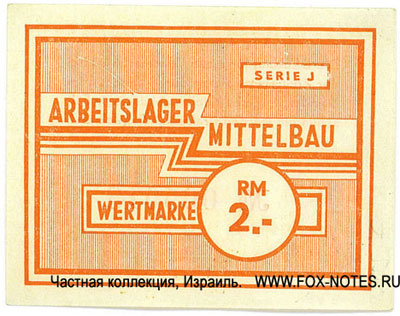 SERIE J
ARBEITSLAGER
MITTELBAU
RM
WERTMARKE 2.-
Частная коллекция, Израиль.
WWW.FOX-NOTES.RU